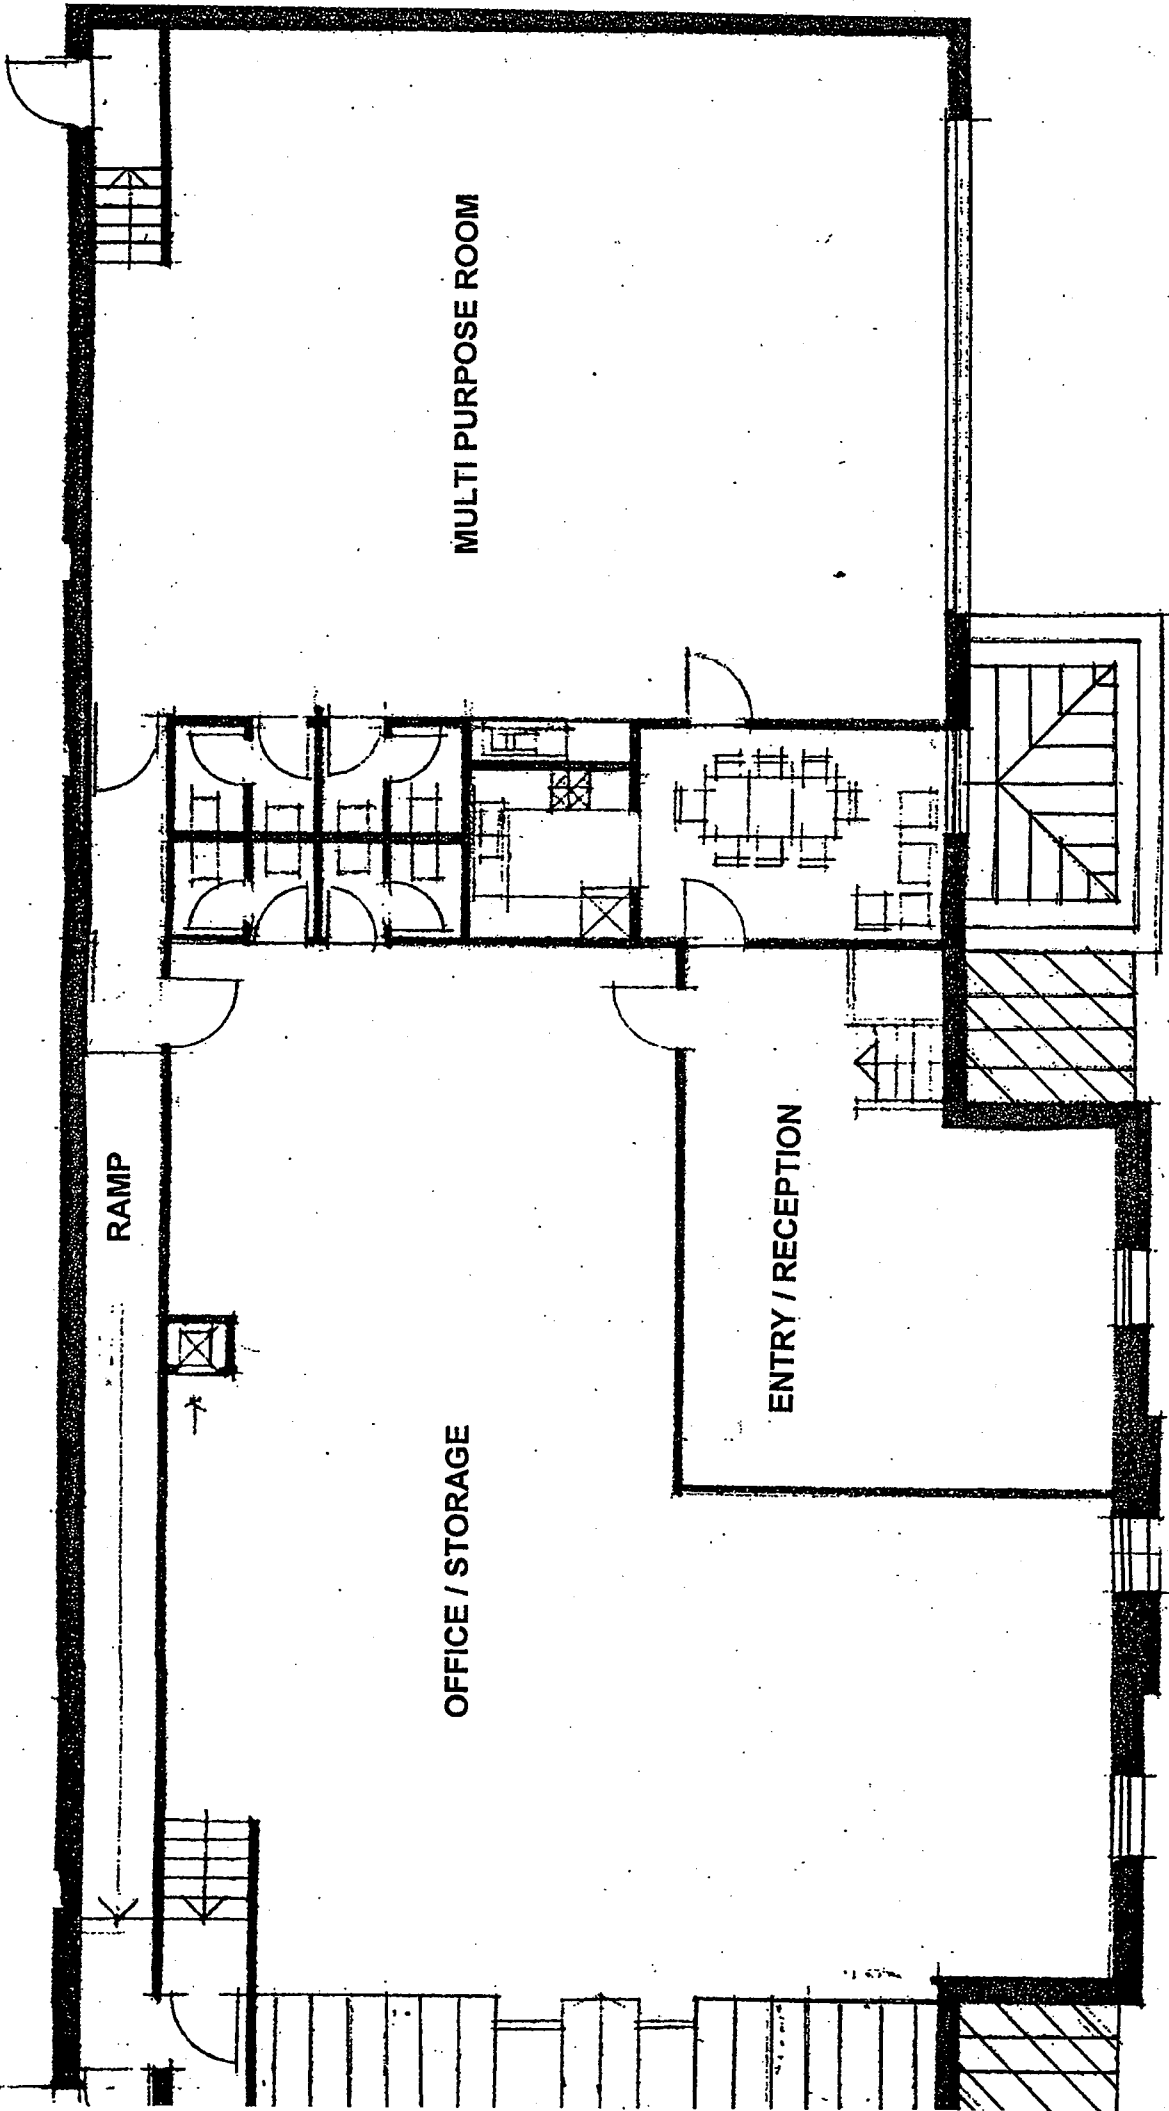 MULTI PURPOSE ROOM
RAMP
ENTRY / RECEPTION
OFFICE / STORAGE